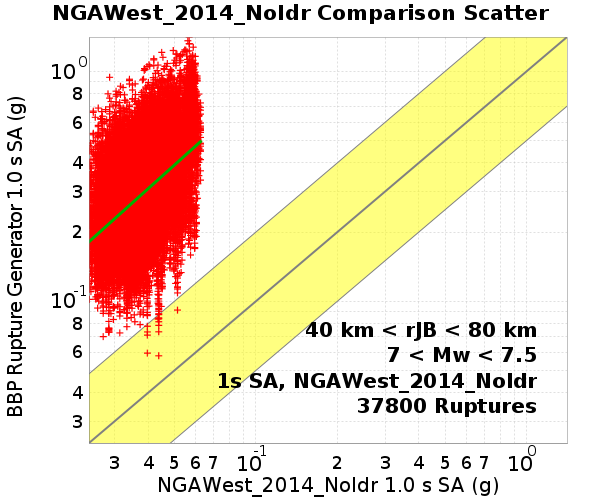 NGAWest_2014_NoIdr Comparison Scatter
BBP Rupture Generator 1.0 s SA (g)
10^0
8
6
4
3
2
10^-1
8
6
4
3
40 km < rJB < 80 km
7 < Mw < 7.5
1s SA, NGAWest_2014_NoIdr
37800 Ruptures
3 4 5 6 7 10^-1 2 3 4 5 6 7 10^0
NGAWest_2014_NoIdr 1.0 s SA (g)